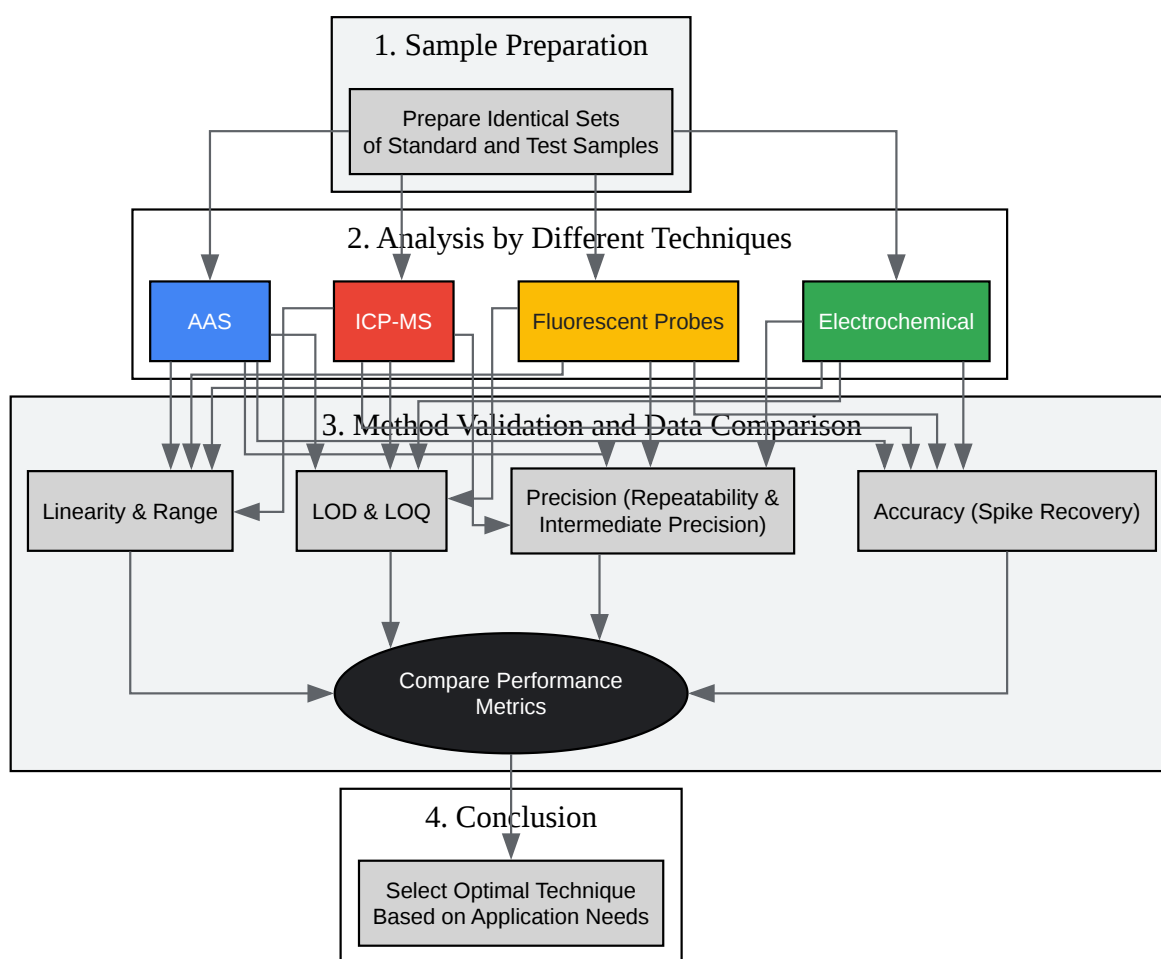 1. Sample Preparation
Prepare Identical Sets
of Standard and Test Samples
2. Analysis by Different Techniques
AAS
ICP-MS
Fluorescent Probes
Electrochemical
3. Method Validation and Data Comparison
Linearity & Range
LOD & LOQ
Precision (Repeatability &
Intermediate Precision)
Accuracy (Spike Recovery)
Compare Performance
Metrics
4. Conclusion
Select Optimal Technique
Based on Application Needs